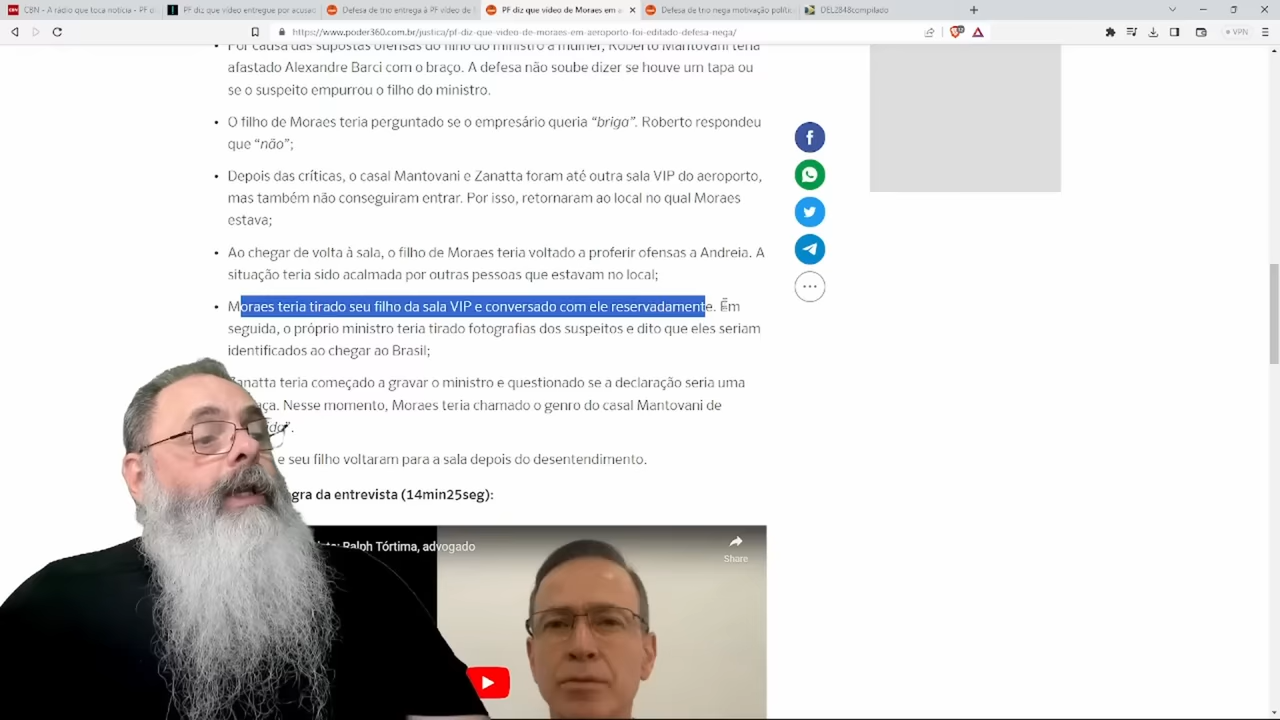 CBN - A rádio que toca notícia - PF d
PF diz que vídeo entregue por acusado
Defesa de trio entrega à PF vídeo de
PF diz que vídeo de Moraes em a
Defesa de trio nega motivação polític
DEL2848compilado
https://www.poder360.com.br/justica/pf-diz-que-video-de-moraes-em-aeroporto-foi-editado-defesa-nega/
VPN
Por causa das supostas ofensas do filho do ministro à mulher, Roberto Mantovani teria
afastado Alexandre Barci com o braço. A defesa não soube dizer se houve um tapa ou
se o suspeito empurrou o filho do ministro.
• O filho de Moraes teria perguntado se o empresário queria “briga”. Roberto respondeu
que “não”;
• Depois das críticas, o casal Mantovani e Zanatta foram até outra sala VIP do aeroporto,
mas também não conseguiram entrar. Por isso, retornaram ao local no qual Moraes
estava;
• Ao chegar de volta à sala, o filho de Moraes teria voltado a proferir ofensas a Andreia. A
situação teria sido acalmada por outras pessoas que estavam no local;
• Moraes teria tirado seu filho da sala VIP e conversado com ele reservadamente. Em
seguida, o próprio ministro teria tirado fotografias dos suspeitos e dito que eles seriam
identificados ao chegar ao Brasil;
Zanatta teria começado a gravar o ministro e questionado se a declaração seria uma
aça. Nesse momento, Moraes teria chamado o genro do casal Mantovani de
e seu filho voltaram para a sala depois do desentendimento.
gra da entrevista (14min25seg):
Ralph Tórtima, advogado
Share